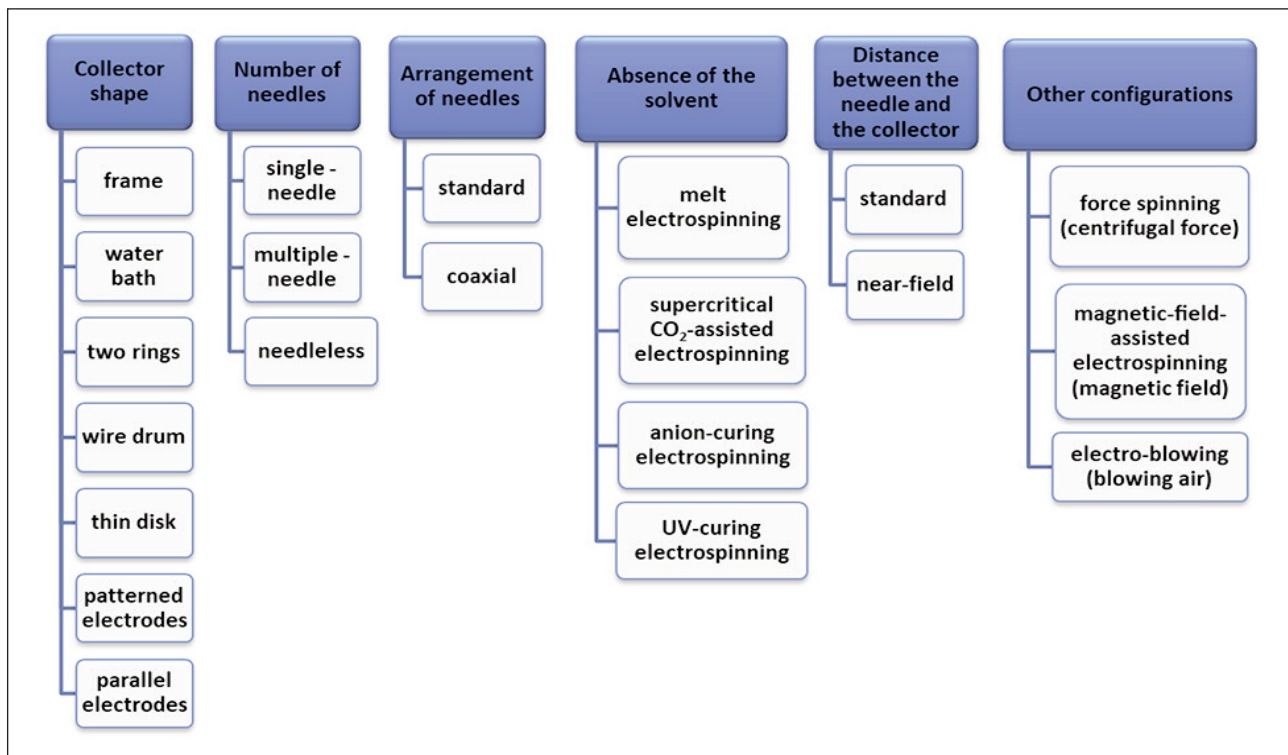 Collector
shape
frame
water
bath
two rings
wire drum
thin disk
patterned
electrodes
parallel
electrodes
Number of
needles
single -
needle
multiple -
needle
needleless
Arrangement
of needles
standard
coaxial
Absence of the
solvent
melt
electrospinning
supercritical
CO₂-assisted
electrospinning
anion-curing
electrospinning
UV-curing
electrospinning
Distance
between the
needle and
the collector
standard
near-field
Other configurations
force spinning
(centrifugal force)
magnetic-field-
assisted
electrospinning
(magnetic field)
electro-blowing
(blowing air)